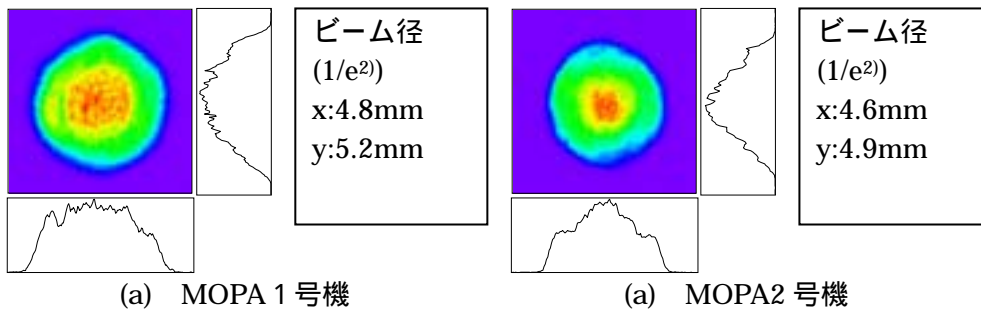 ビーム径
(1/e²⁾
x:4.8mm
y:5.2mm
ビーム径
(1/e²⁾
x:4.6mm
y:4.9mm
(a) MOPA 1 号機
(a) MOPA2 号機